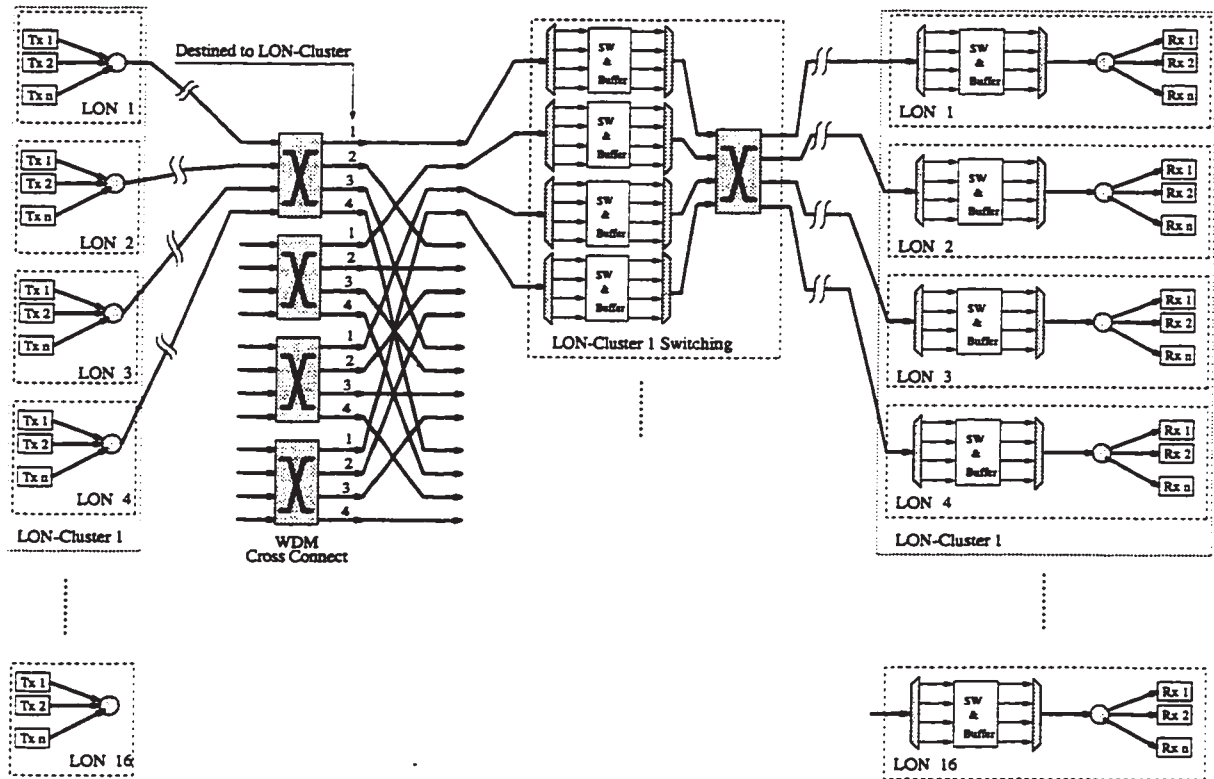 Tx 1
Tx 2
Tx n
LON 1
Tx 1
Tx 2
Tx n
LON 2
Tx 1
Tx 2
Tx n
LON 3
Tx 1
Tx 2
Tx n
LON 4
LON-Cluster 1
Tx 1
Tx 2
Tx n
LON 16
Destined to LON-Cluster
1
2
3
4
1
2
3
4
1
2
3
4
1
2
3
4
WDM
Cross Connect
SW
&
Buffer
SW
&
Buffer
SW
&
Buffer
SW
&
Buffer
LON-Cluster 1 Switching
SW
&
Buffer
Rx 1
Rx 2
Rx n
LON 1
SW
&
Buffer
Rx 1
Rx 2
Rx n
LON 2
SW
&
Buffer
Rx 1
Rx 2
Rx n
LON 3
SW
&
Buffer
Rx 1
Rx 2
Rx n
LON 4
LON-Cluster 1
SW
&
Buffer
Rx 1
Rx 2
Rx n
LON 16